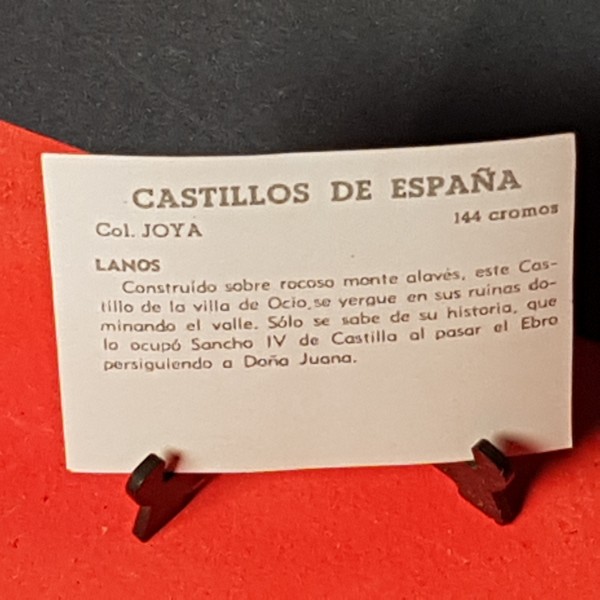 CASTILLOS DE ESPAÑA
Col. JOYA 144 cromos
LANOS
Construído sobre rocoso monte alavés, este Cas-
tillo de la villa de Ocio, se yergue en sus ruinas do-
minando el valle. Sólo se sabe de su historia, que
lo ocupó Sancho IV de Castilla al pasar el Ebro
persiguiendo a Doña Juana.